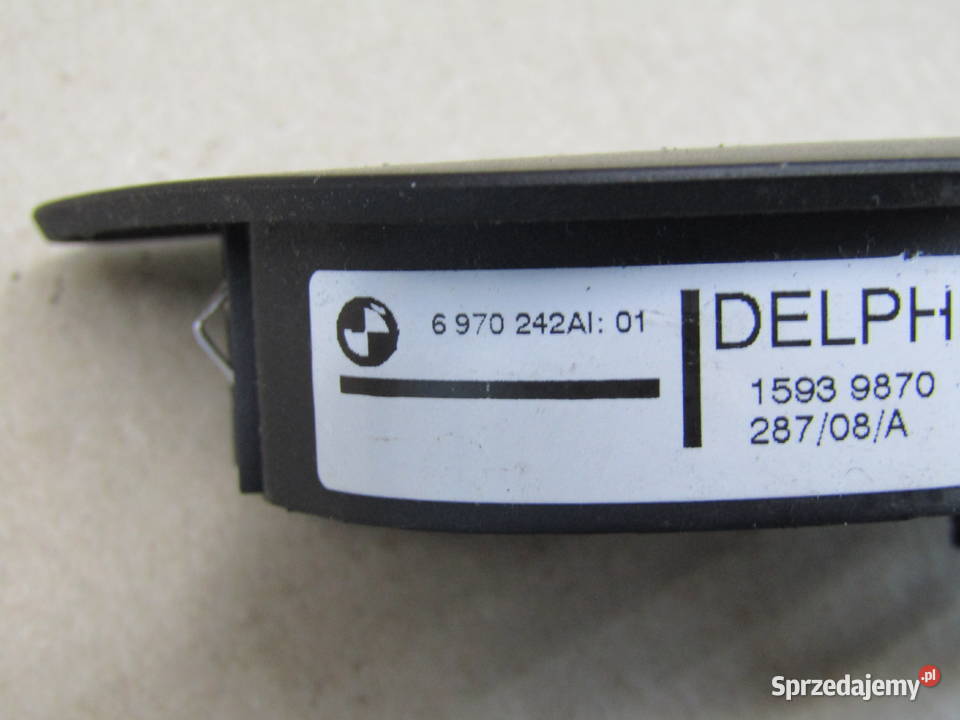 6 970 242AI: 01
DELPH
1593 9870
287/08/A
Sprzedajemy.pl